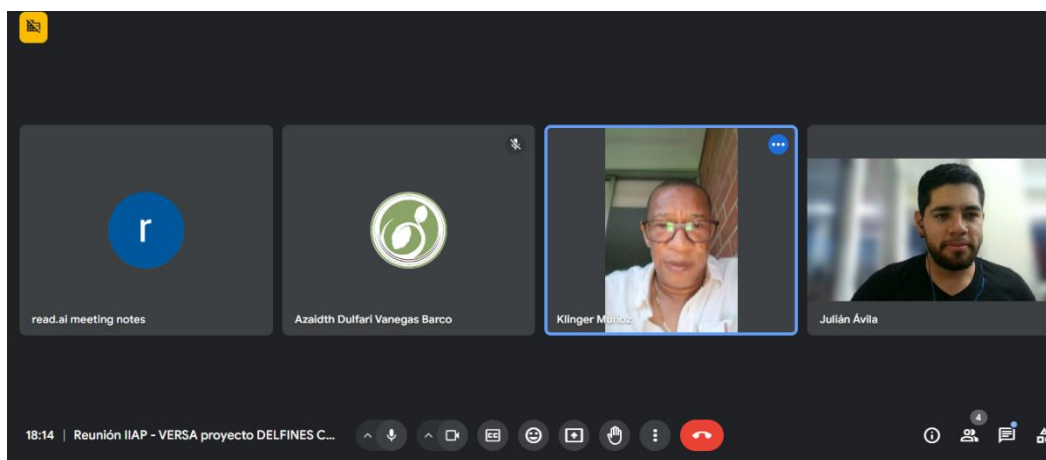 r
read.ai meeting notes
Azaidth Dulfari Vanegas Barco
Klinger Muñoz
Julián Ávila
18:14 | Reunión IIAP - VERSA proyecto DELFINES C...
CC
4